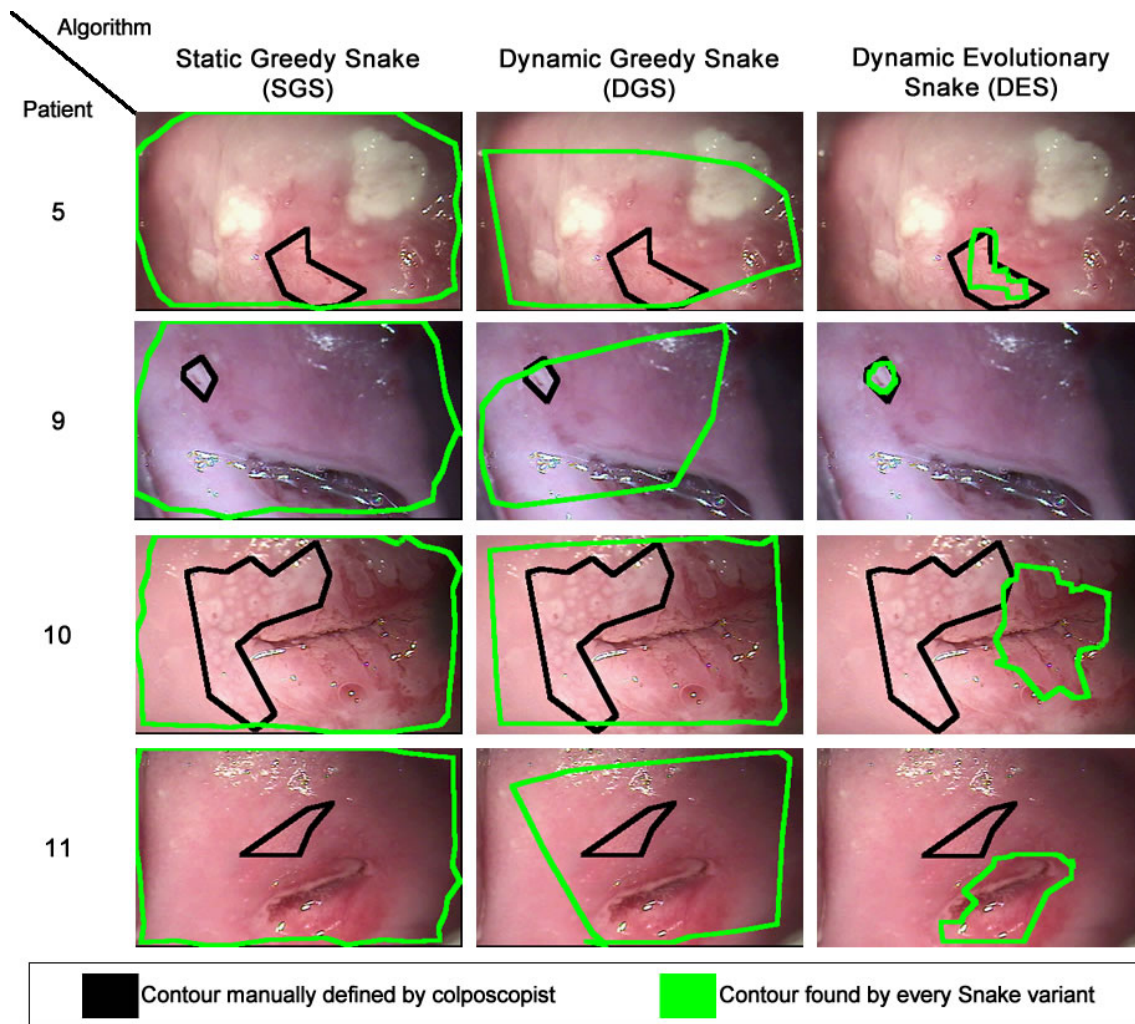 Algorithm
Patient
Static Greedy Snake
(SGS)
Dynamic Greedy Snake
(DGS)
Dynamic Evolutionary
Snake (DES)
5
9
10
11
Contour manually defined by colposcopist
Contour found by every Snake variant